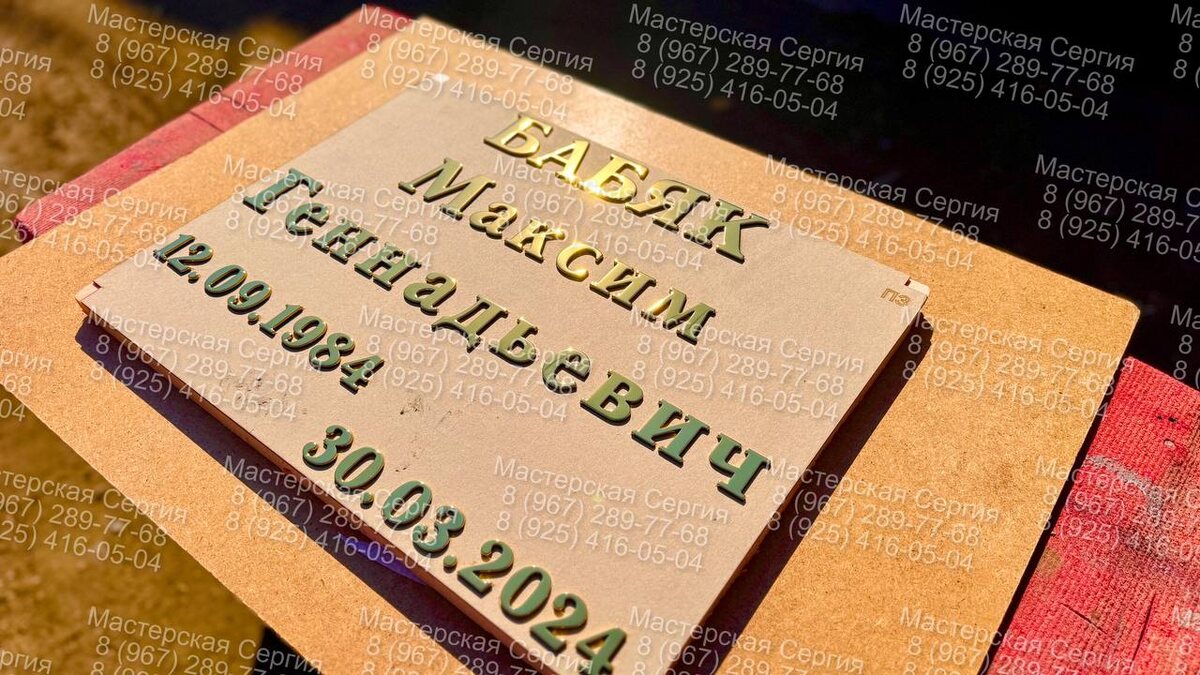 БАБЯК
Максим
Геннадьевич
12.09.1984
30.03.2024
ПЗ
Мастерская Сергия
8 (967) 289-77-68
8 (925) 416-05-04